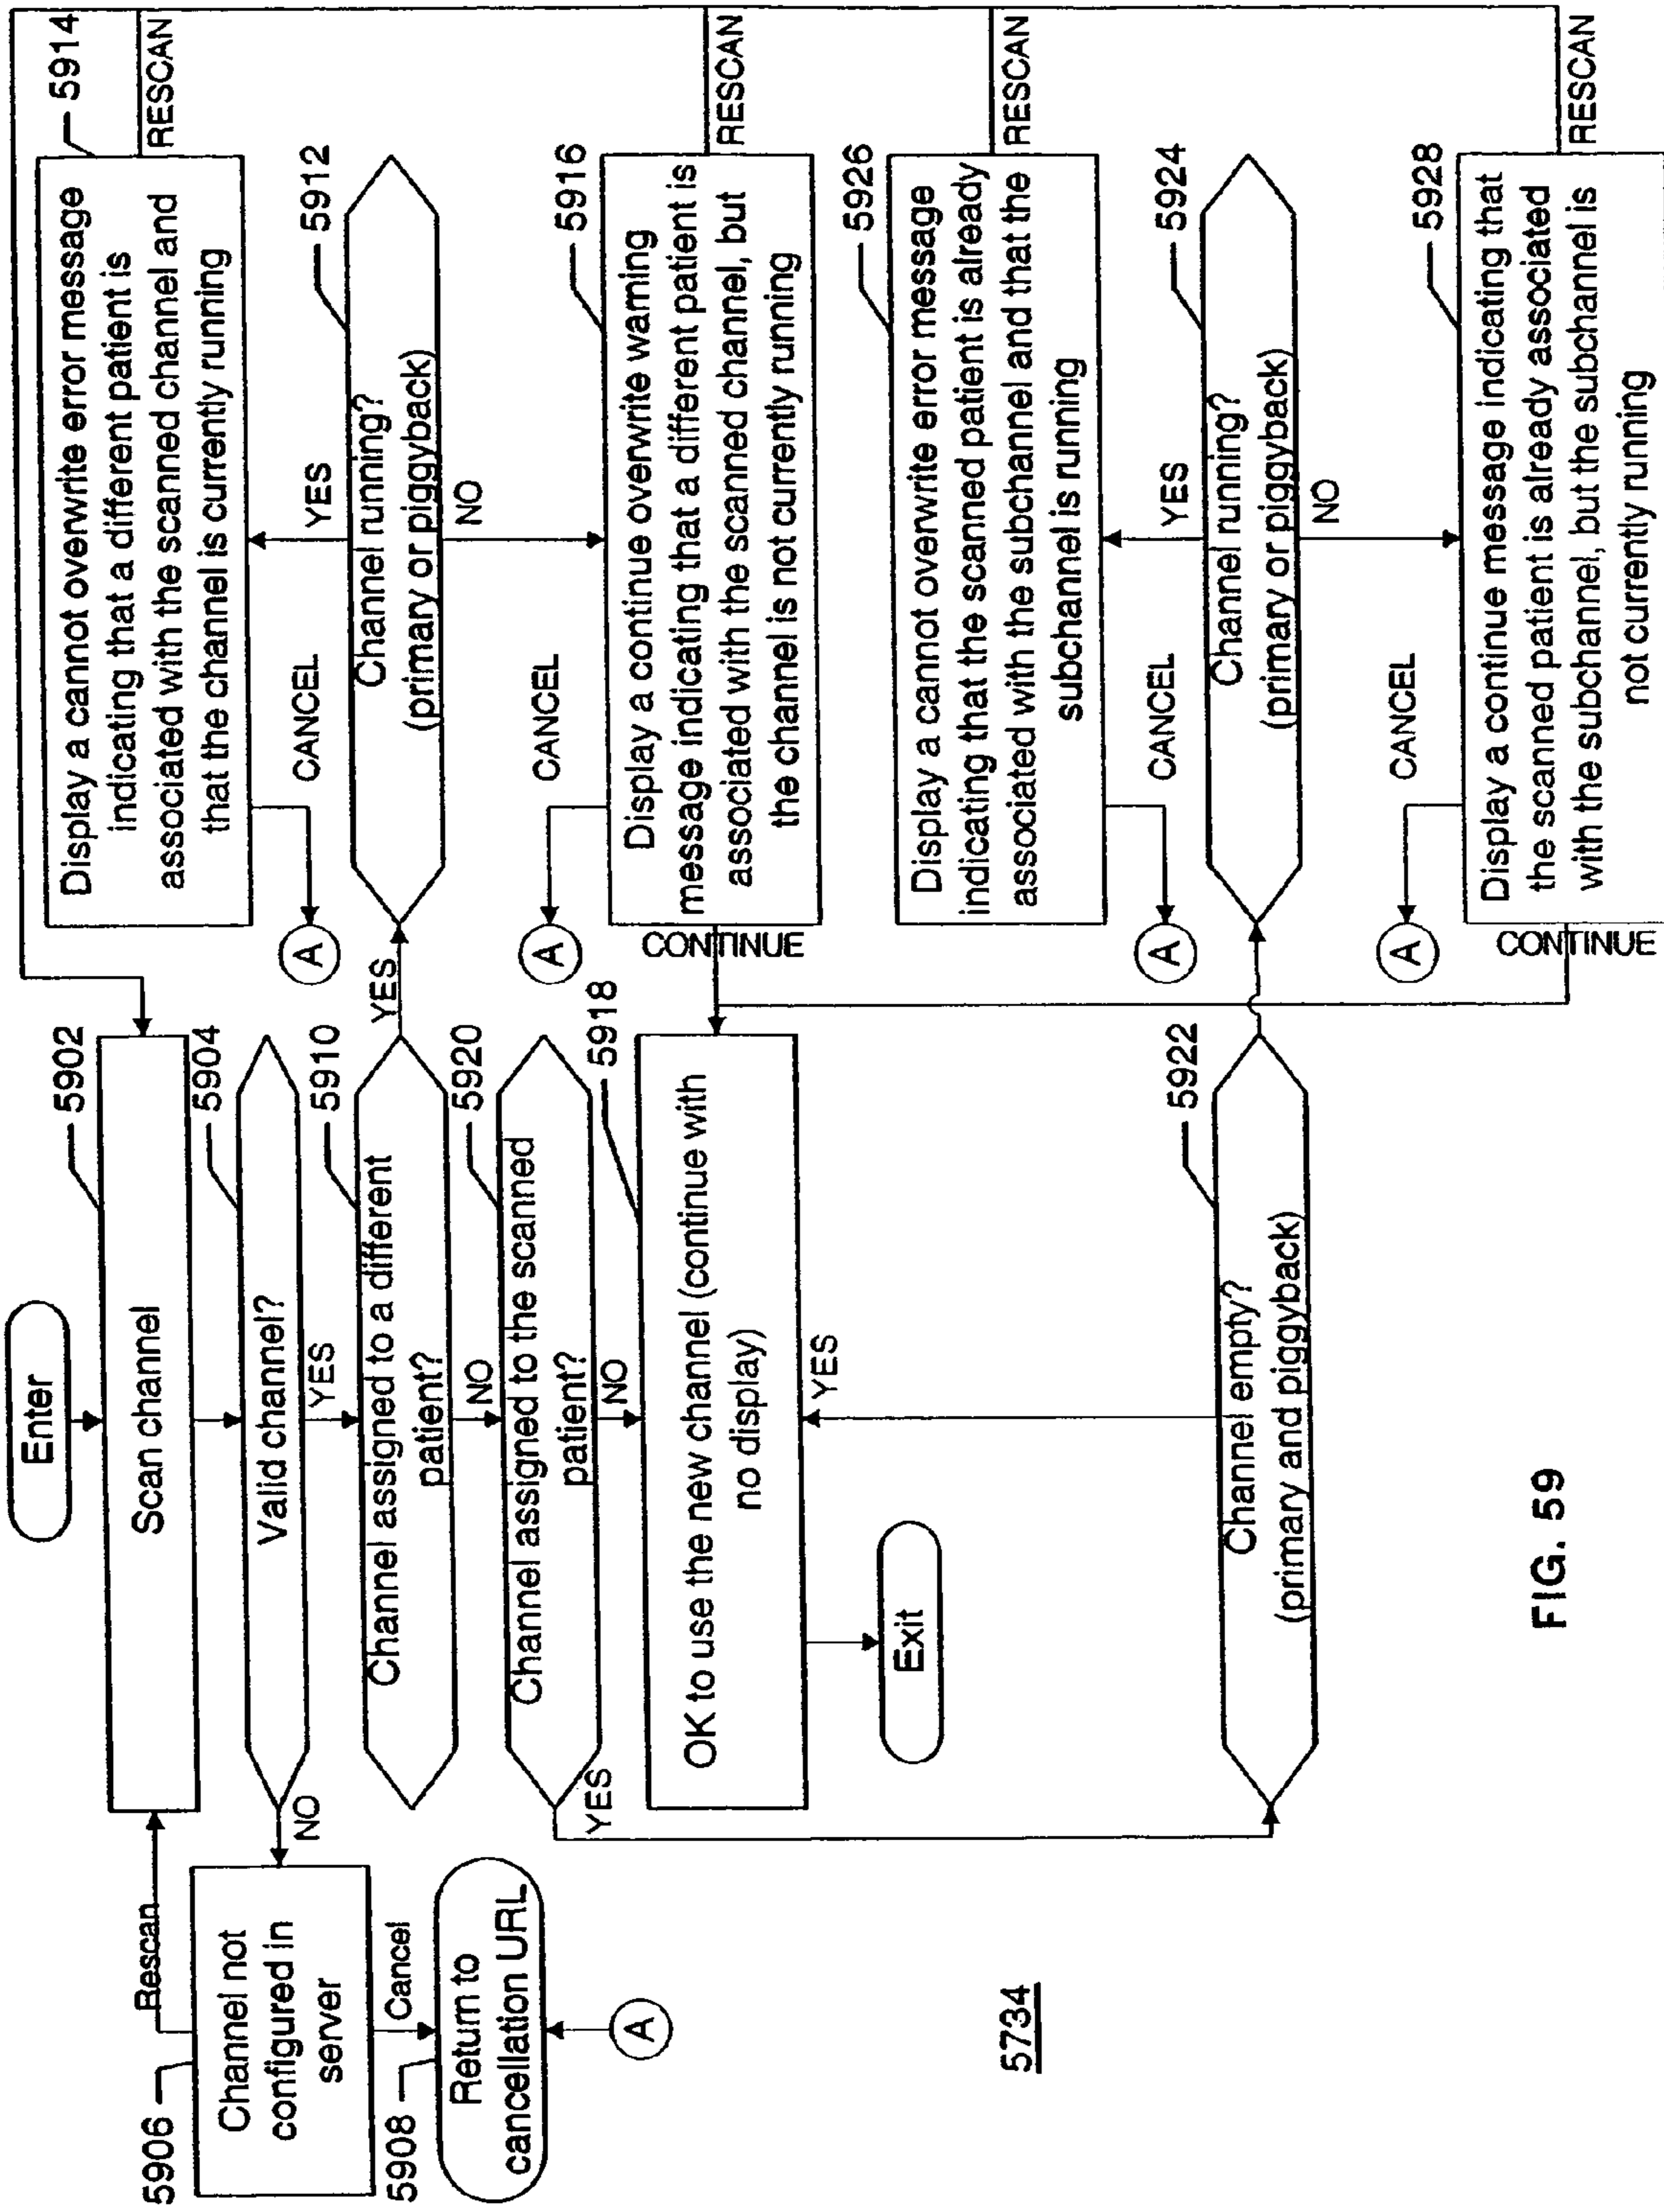 Enter
5902
Scan channel
5904
Valid channel?
NO
YES
Rescan
5906
Channel not
configured in
server
Cancel
5908
Return to
cancellation URL
A
5910
Channel assigned to a different
patient?
YES
NO
5920
Channel assigned to the scanned
patient?
YES
NO
5918
OK to use the new channel (continue with
no display)
YES
Exit
5922
Channel empty?
(primary and piggyback)
5914
Display a cannot overwrite error message
indicating that a different patient is
associated with the scanned channel and
that the channel is currently running
RESCAN
CANCEL
A
YES
5912
Channel running?
(primary or piggyback)
NO
CANCEL
A
5916
Display a continue overwrite warning
message indicating that a different patient is
associated with the scanned channel, but
the channel is not currently running
RESCAN
CONTINUE
5926
Display a cannot overwrite error message
indicating that the scanned patient is already
associated with the subchannel and that the
subchannel is running
RESCAN
CANCEL
A
YES
5924
Channel running?
(primary or piggyback)
NO
CANCEL
A
5928
Display a continue message indicating that
the scanned patient is already associated
with the subchannel, but the subchannel is
not currently running
RESCAN
CONTINUE
5734
FIG. 59